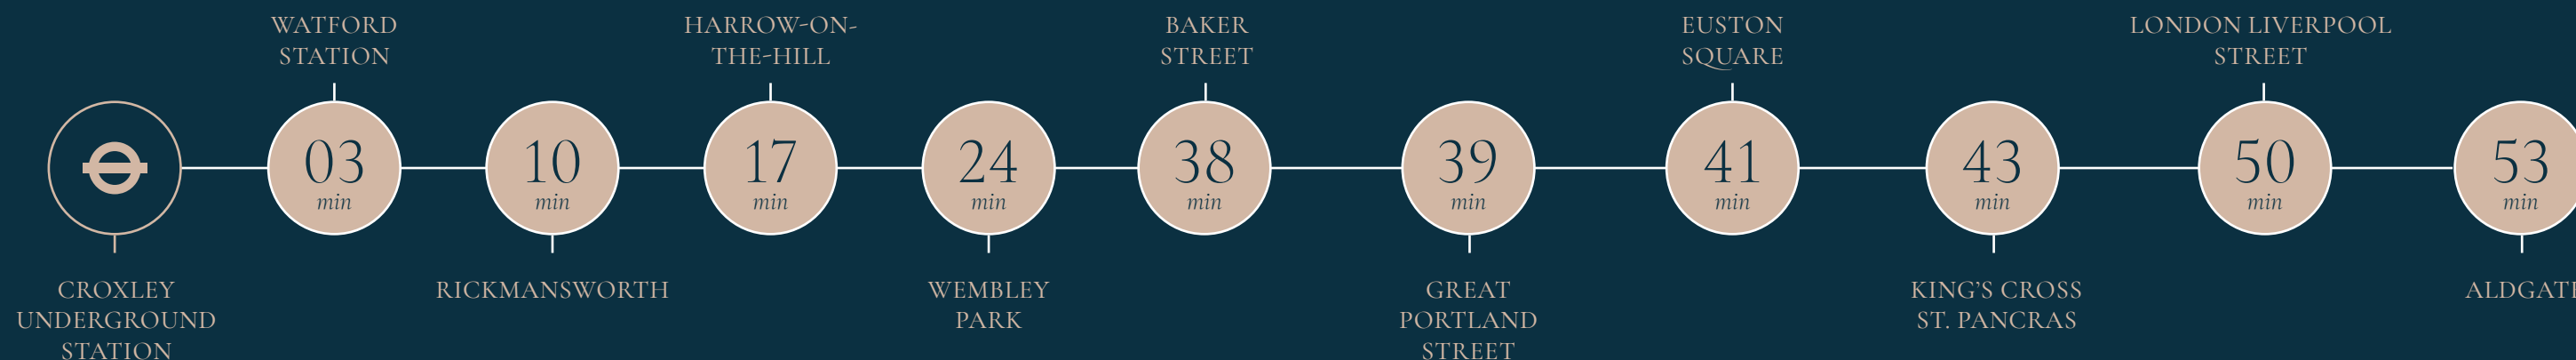 WATFORD
STATION
HARROW-ON-
THE-HILL
BAKER
STREET
EUSTON
SQUARE
LONDON LIVERPOOL
STREET
03
min
10
min
17
min
24
min
38
min
39
min
41
min
43
min
50
min
53
min
CROXLEY
UNDERGROUND
STATION
RICKMANSWORTH
WEMBLEY
PARK
GREAT
PORTLAND
STREET
KING’S CROSS
ST. PANCRAS
ALDGATE